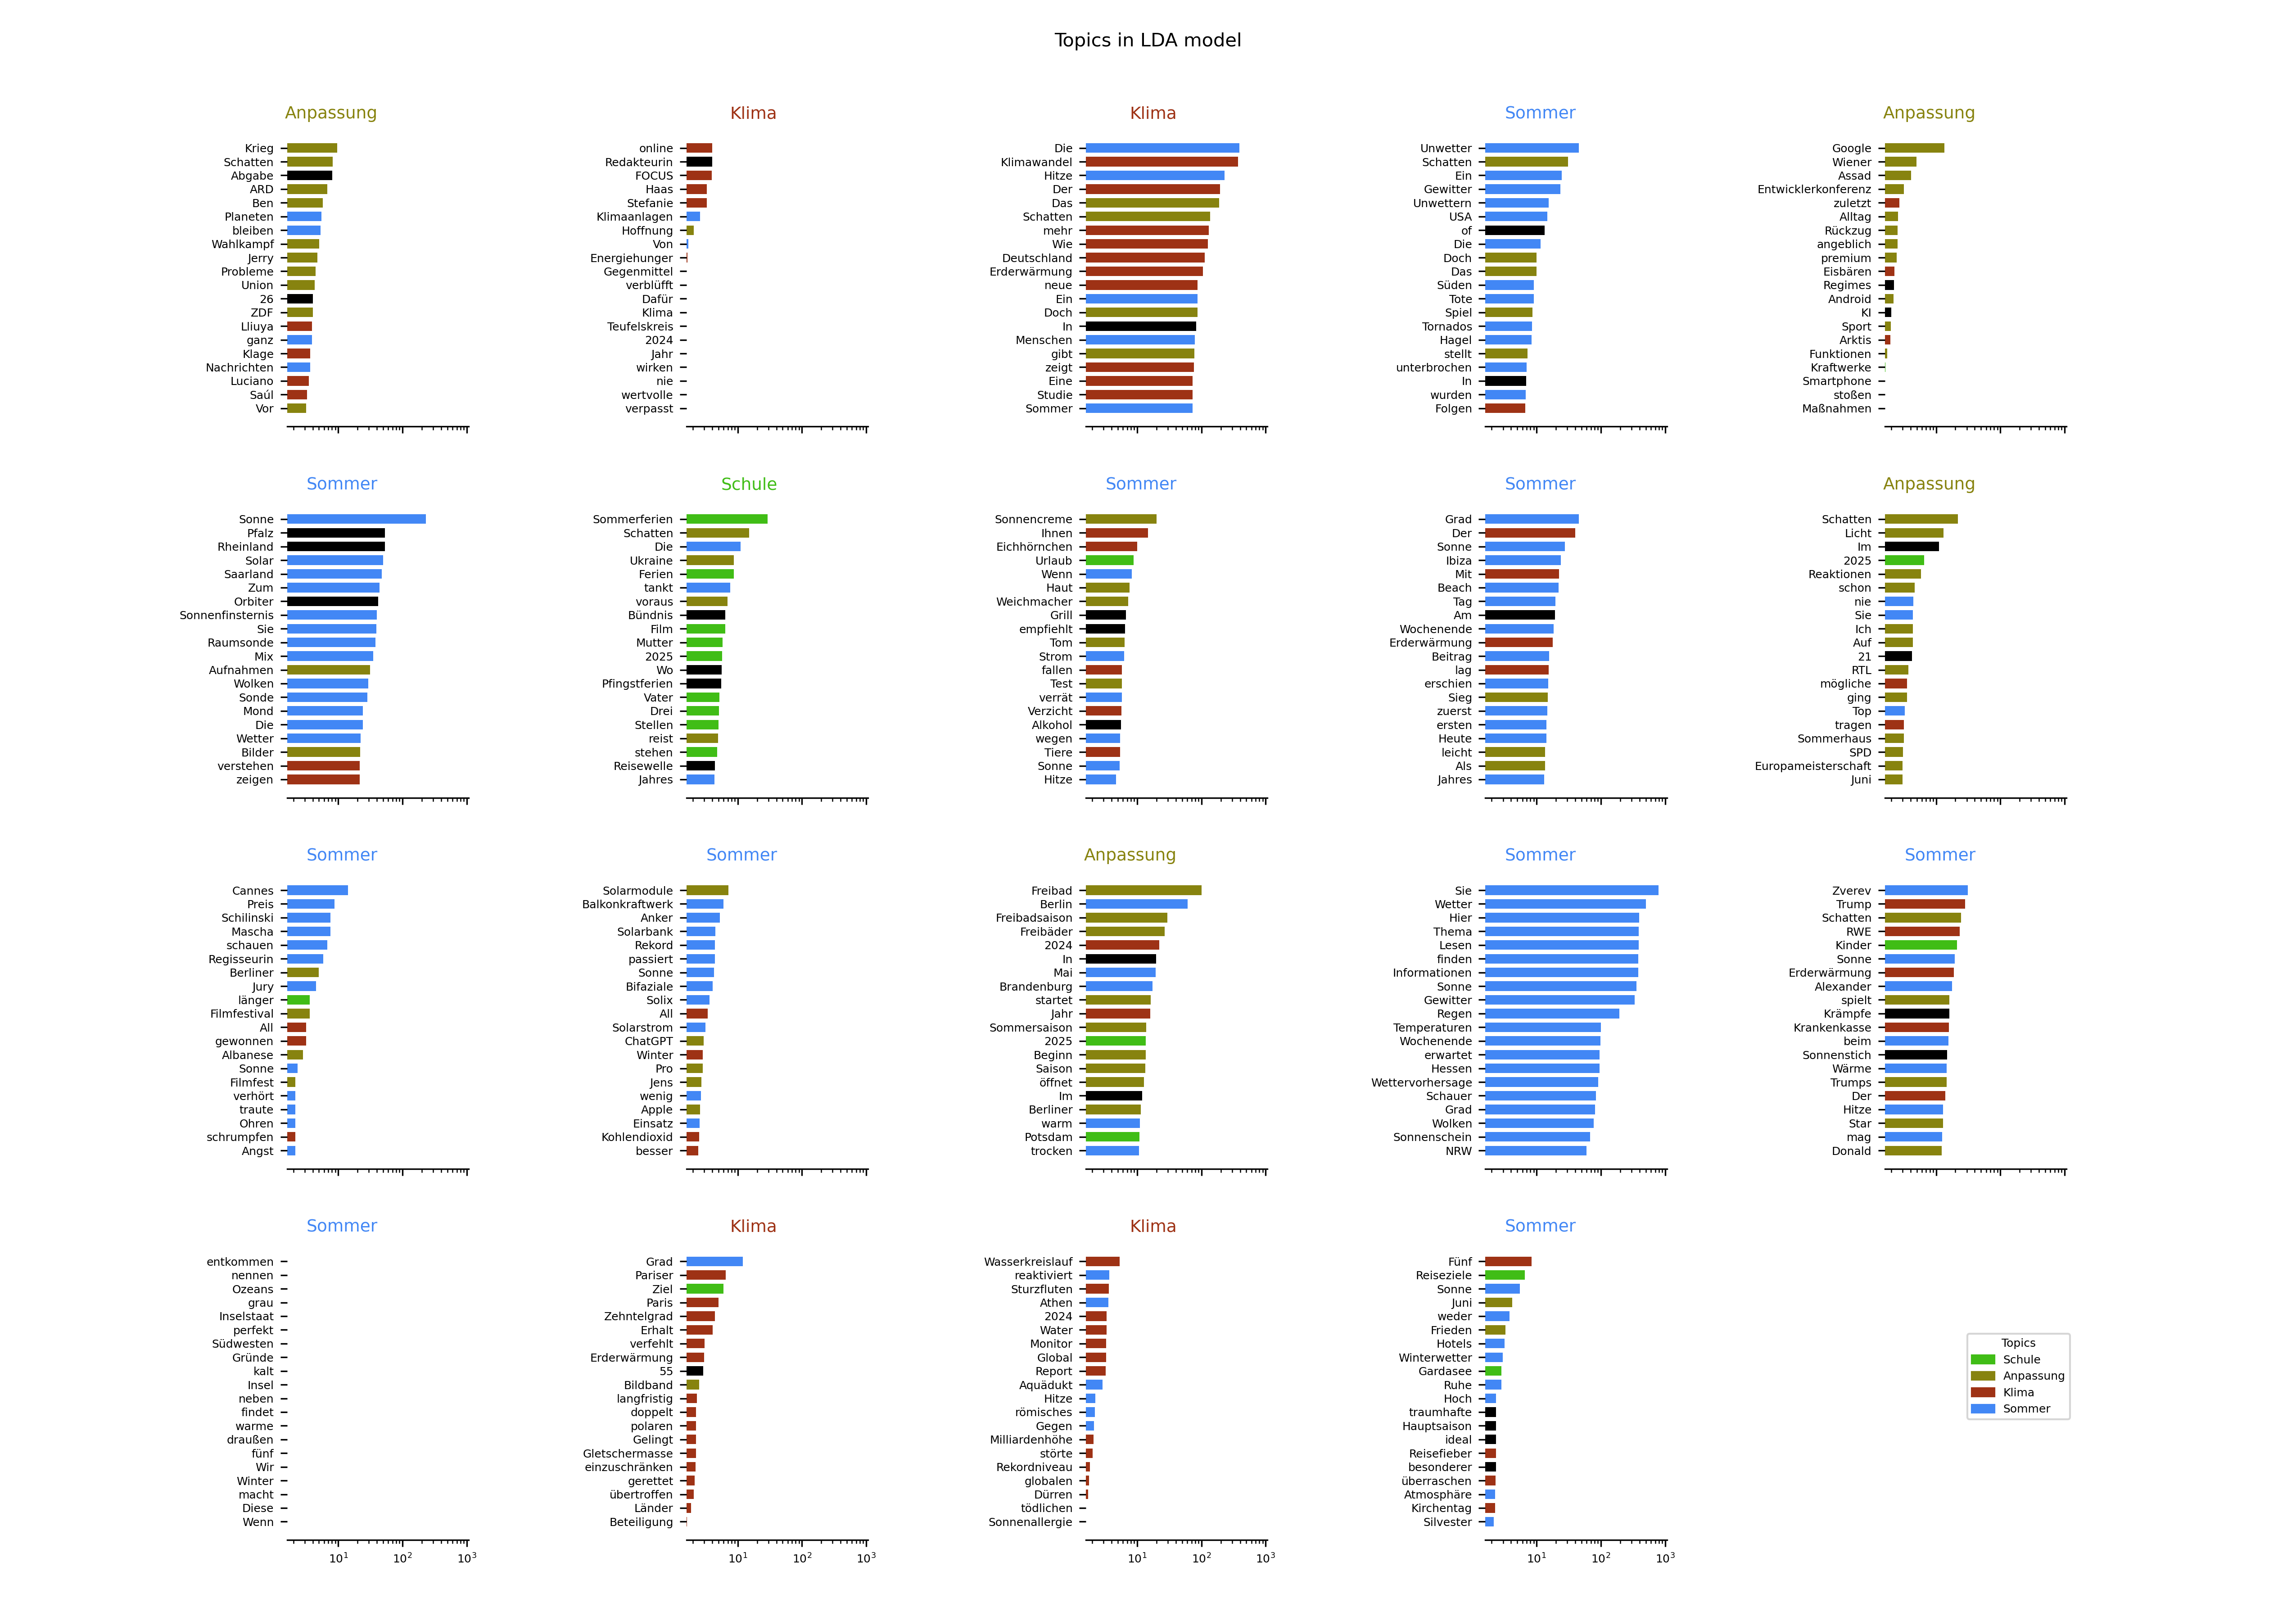 Topics in LDA model
Anpassung
Krieg
Schatten
Abgabe
ARD
Ben
Planeten
bleiben
Wahlkampf
Jerry
Probleme
Union
26
ZDF
Lliuya
ganz
Klage
Nachrichten
Luciano
Saúl
Vor
Klima
online
Redakteurin
FOCUS
Haas
Stefanie
Klimaanlagen
Hoffnung
Von
Energiehunger
Gegenmittel
verblüfft
Dafür
Klima
Teufelskreis
2024
Jahr
wirken
nie
wertvolle
verpasst
Klima
Die
Klimawandel
Hitze
Der
Das
Schatten
mehr
Wie
Deutschland
Erderwärmung
neue
Ein
Doch
In
Menschen
gibt
zeigt
Eine
Studie
Sommer
Sommer
Unwetter
Schatten
Ein
Gewitter
Unwettern
USA
of
Die
Doch
Das
Süden
Tote
Spiel
Tornados
Hagel
stellt
unterbrochen
In
wurden
Folgen
Anpassung
Google
Wiener
Assad
Entwicklerkonferenz
zuletzt
Alltag
Rückzug
angeblich
premium
Eisbären
Regimes
Android
KI
Sport
Arktis
Funktionen
Kraftwerke
Smartphone
stoßen
Maßnahmen
Sommer
Sonne
Pfalz
Rheinland
Solar
Saarland
Zum
Orbiter
Sonnenfinsternis
Sie
Raumsonde
Mix
Aufnahmen
Wolken
Sonde
Mond
Die
Wetter
Bilder
verstehen
zeigen
Schule
Sommerferien
Schatten
Die
Ukraine
Ferien
tankt
voraus
Bündnis
Film
Mutter
2025
Wo
Pfingstferien
Vater
Drei
Stellen
reist
stehen
Reisewelle
Jahres
Sommer
Sonnencreme
Ihnen
Eichhörnchen
Urlaub
Wenn
Haut
Weichmacher
Grill
empfiehlt
Tom
Strom
fallen
Test
verrät
Verzicht
Alkohol
wegen
Tiere
Sonne
Hitze
Sommer
Grad
Der
Sonne
Ibiza
Mit
Beach
Tag
Am
Wochenende
Erderwärmung
Beitrag
lag
erschien
Sieg
zuerst
ersten
Heute
leicht
Als
Jahres
Anpassung
Schatten
Licht
Im
2025
Reaktionen
schon
nie
Sie
Ich
Auf
21
RTL
mögliche
ging
Top
tragen
Sommerhaus
SPD
Europameisterschaft
Juni
Sommer
Cannes
Preis
Schilinski
Mascha
schauen
Regisseurin
Berliner
Jury
länger
Filmfestival
All
gewonnen
Albanese
Sonne
Filmfest
verhört
traute
Ohren
schrumpfen
Angst
Sommer
Solarmodule
Balkonkraftwerk
Anker
Solarbank
Rekord
passiert
Sonne
Bifaziale
Solix
All
Solarstrom
ChatGPT
Winter
Pro
Jens
wenig
Apple
Einsatz
Kohlendioxid
besser
Anpassung
Freibad
Berlin
Freibadsaison
Freibäder
2024
In
Mai
Brandenburg
startet
Jahr
Sommersaison
2025
Beginn
Saison
öffnet
Im
Berliner
warm
Potsdam
trocken
Sommer
Sie
Wetter
Hier
Thema
Lesen
finden
Informationen
Sonne
Gewitter
Regen
Temperaturen
Wochenende
erwartet
Hessen
Wettervorhersage
Schauer
Grad
Wolken
Sonnenschein
NRW
Sommer
Zverev
Trump
Schatten
RWE
Kinder
Sonne
Erderwärmung
Alexander
spielt
Krämpfe
Krankenkasse
beim
Sonnenstich
Wärme
Trumps
Der
Hitze
Star
mag
Donald
Sommer
entkommen
nennen
Ozeans
grau
Inselstaat
perfekt
Südwesten
Gründe
kalt
Insel
neben
findet
warme
draußen
fünf
Wir
Winter
macht
Diese
Wenn
10¹ 10² 10³
Klima
Grad
Pariser
Ziel
Paris
Zehntelgrad
Erhalt
verfehlt
Erderwärmung
55
Bildband
langfristig
doppelt
polaren
Gelingt
Gletschermasse
einzuschränken
gerettet
übertroffen
Länder
Beteiligung
10¹ 10² 10³
Klima
Wasserkreislauf
reaktiviert
Sturzfluten
Athen
2024
Water
Monitor
Global
Report
Aquädukt
Hitze
römisches
Gegen
Milliardenhöhe
störte
Rekordniveau
globalen
Dürren
tödlichen
Sonnenallergie
10¹ 10² 10³
Sommer
Fünf
Reiseziele
Sonne
Juni
weder
Frieden
Hotels
Winterwetter
Gardasee
Ruhe
Hoch
traumhafte
Hauptsaison
ideal
Reisefieber
besonderer
überraschen
Atmosphäre
Kirchentag
Silvester
10¹ 10² 10³
Topics
Schule
Anpassung
Klima
Sommer